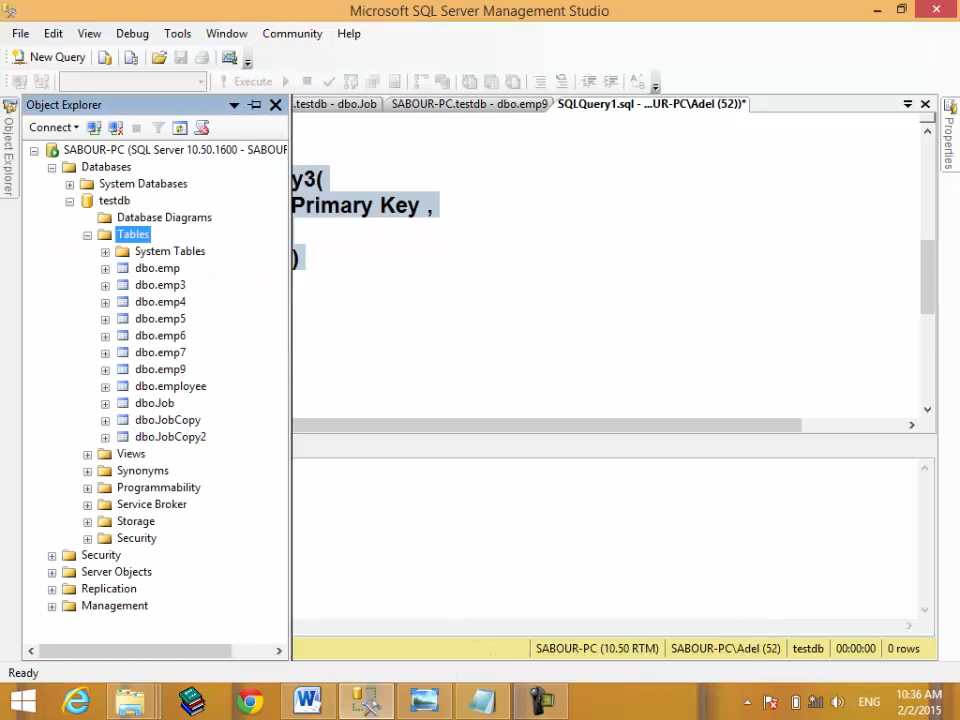 Microsoft SQL Server Management Studio
File Edit View Debug Tools Window Community Help
New Query
Execute
Object Explorer
.testdb - dbo.Job SABOUR-PC.testdb - dbo.emp9 SQLQuery1.sql - ...UR-PC\Adel (52))*
Connect
Object Explorer
Properties
SABOUR-PC (SQL Server 10.50.1600 - SABOUR
Databases
System Databases
testdb
Database Diagrams
Tables
System Tables
dbo.emp
dbo.emp3
dbo.emp4
dbo.emp5
dbo.emp6
dbo.emp7
dbo.emp9
dbo.employee
dbo.Job
dbo.JobCopy
dbo.JobCopy2
Views
Synonyms
Programmability
Service Broker
Storage
Security
Security
Server Objects
Replication
Management
y3(
Primary Key ,
)
SABOUR-PC (10.50 RTM) SABOUR-PC\Adel (52) testdb 00:00:00 0 rows
Ready
ENG
10:36 AM
2/2/2015